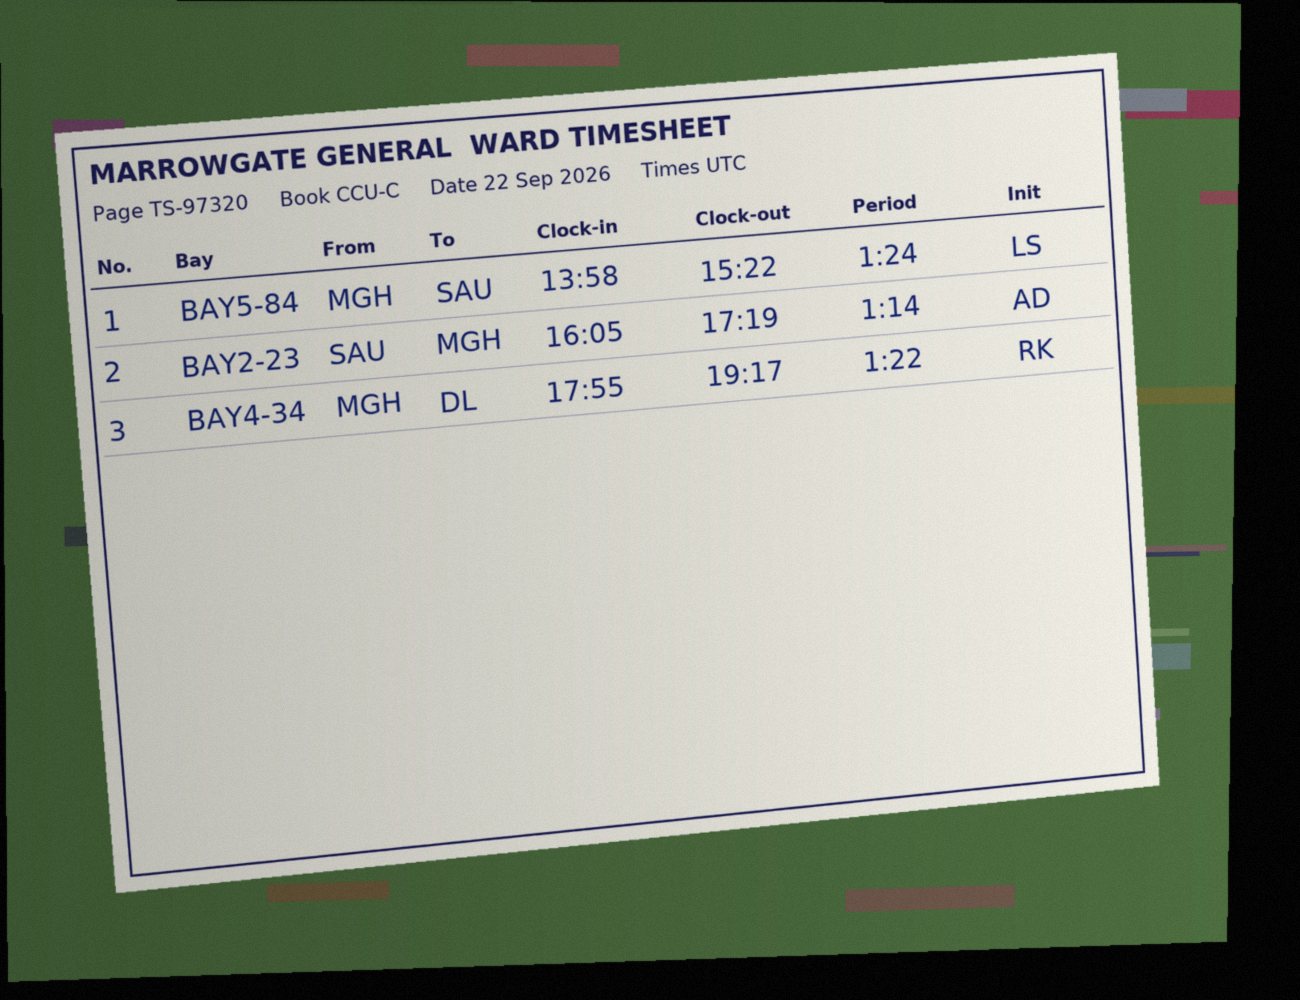 MARROWGATE GENERAL WARD TIMESHEET
Page TS-97320 Book CCU-C Date 22 Sep 2026 Times UTC
No. Bay From To Clock-in Clock-out Period Init
1 BAY5-84 MGH SAU 13:58 15:22 1:24 LS
2 BAY2-23 SAU MGH 16:05 17:19 1:14 AD
3 BAY4-34 MGH DL 17:55 19:17 1:22 RK